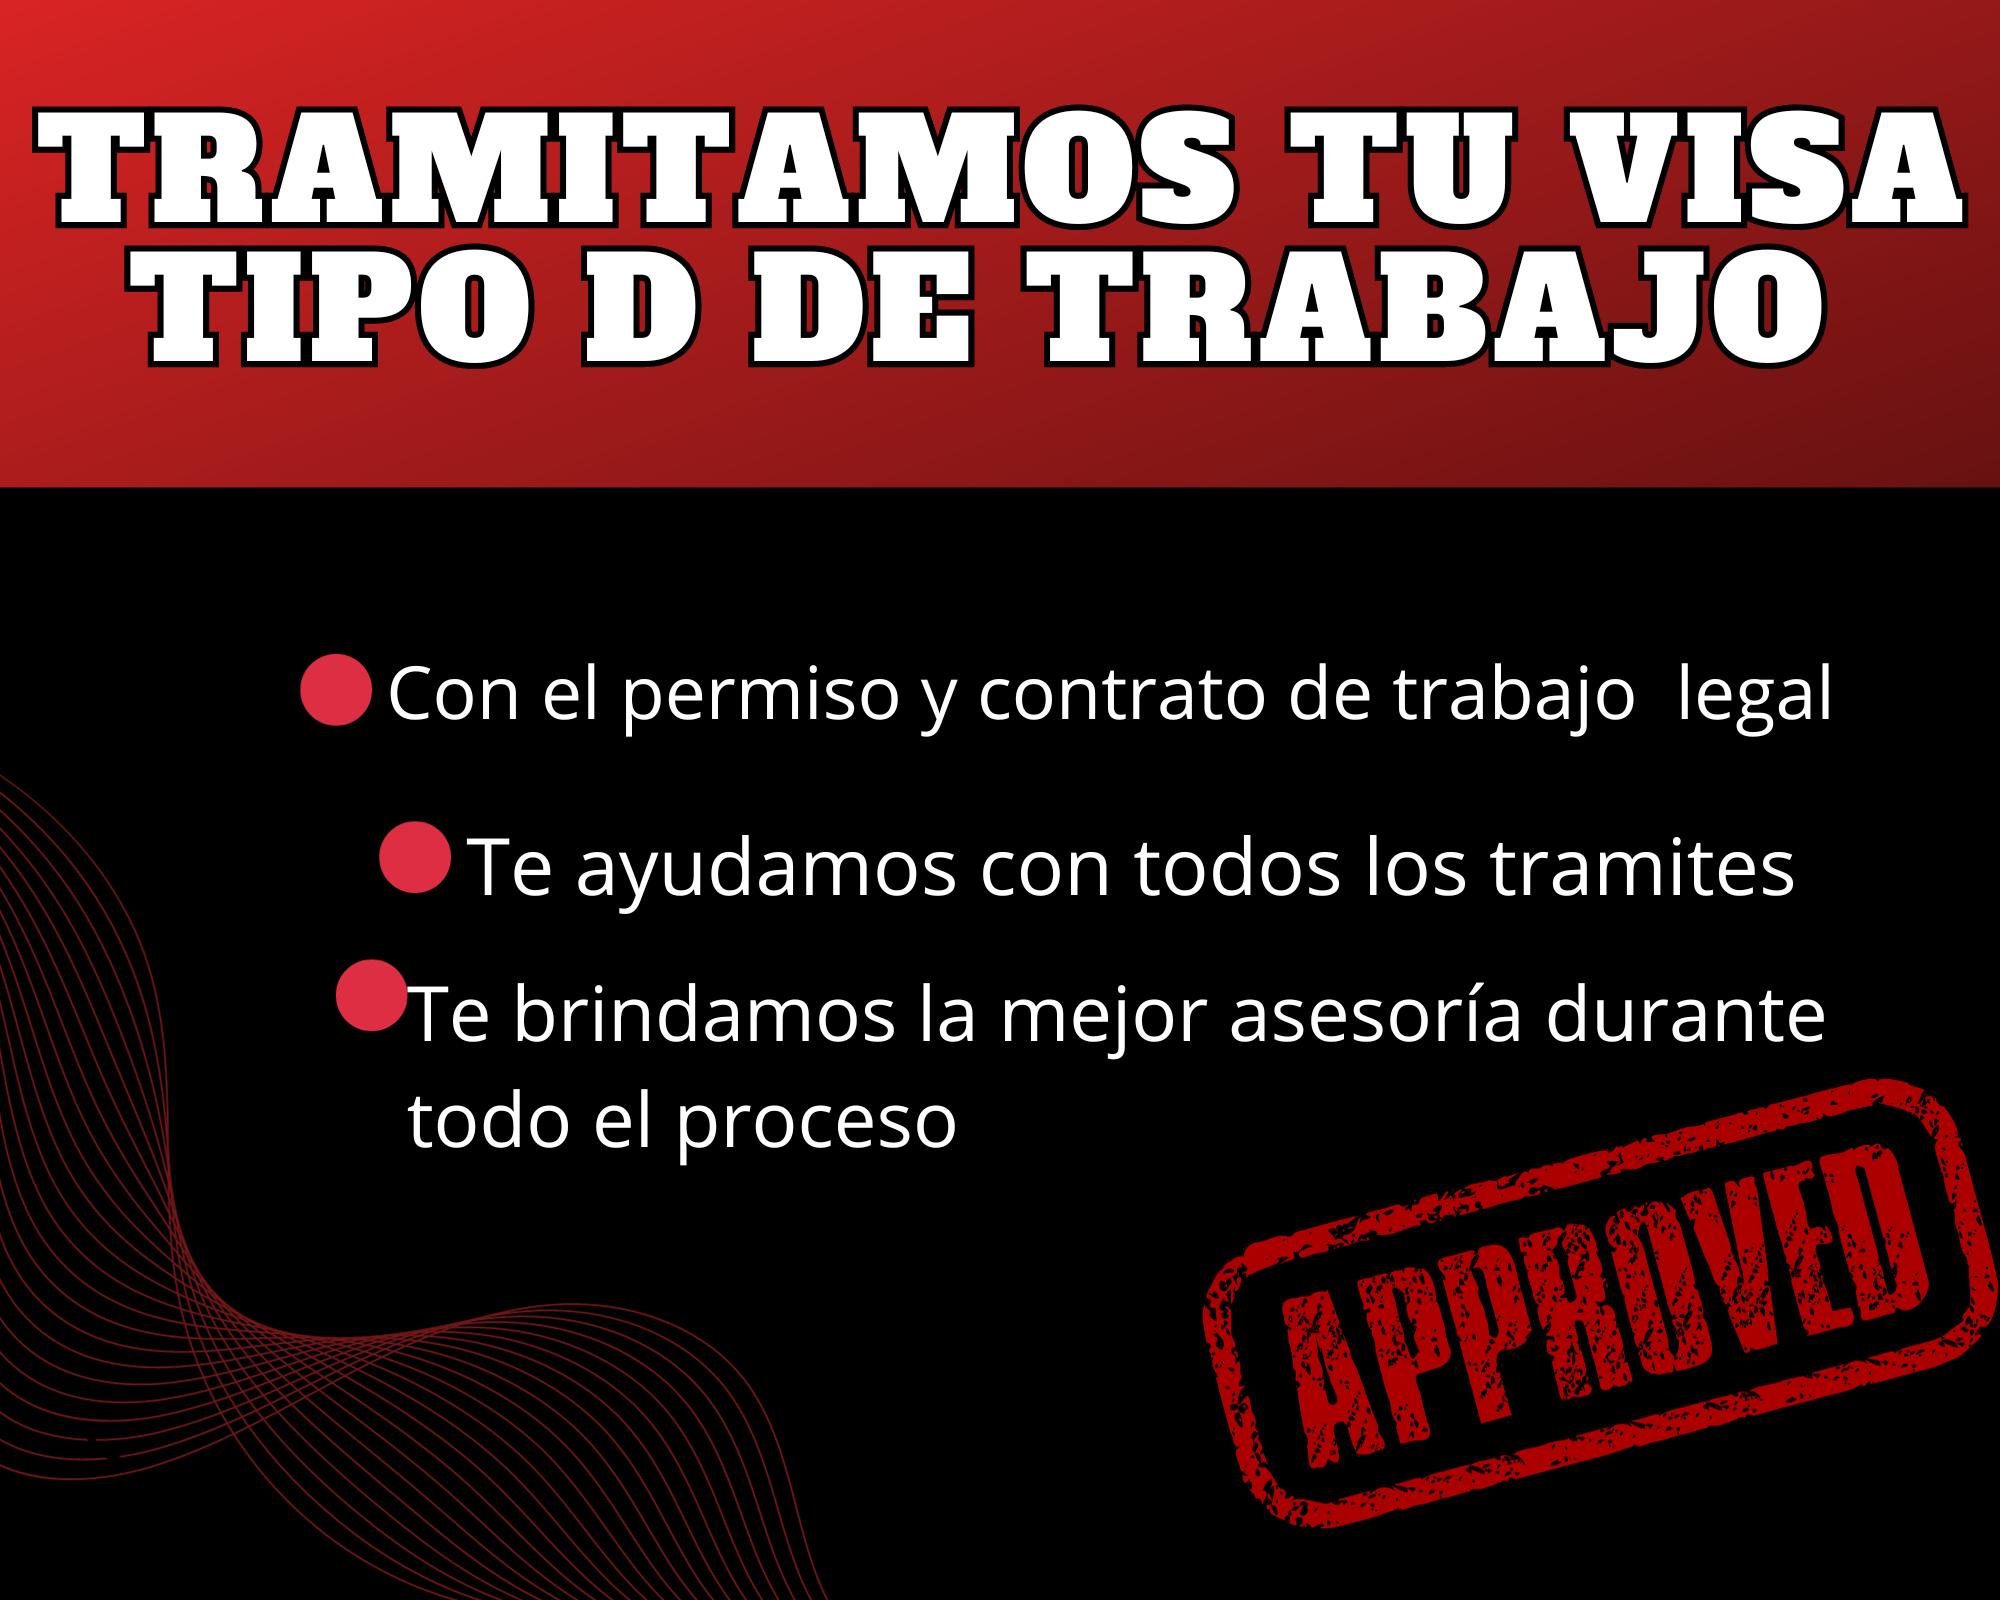 TRAMITAMOS TU VISA
TIPO D DE TRABAJO
Con el permiso y contrato de trabajo  legal
Te ayudamos con todos los tramites
Te brindamos la mejor asesoría durante
todo el proceso
APPROVED